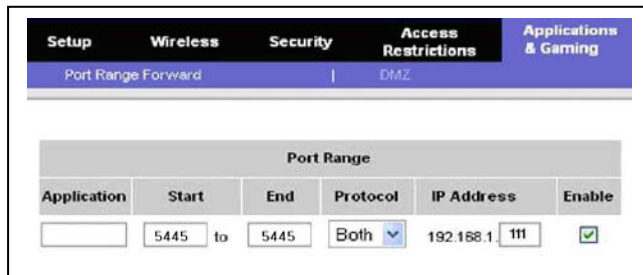 Setup Wireless Security Access Restrictions Applications & Gaming
Port Range Forward | DMZ
Port Range
Application Start End Protocol IP Address Enable
5445 to 5445 Both 192.168.1. 111